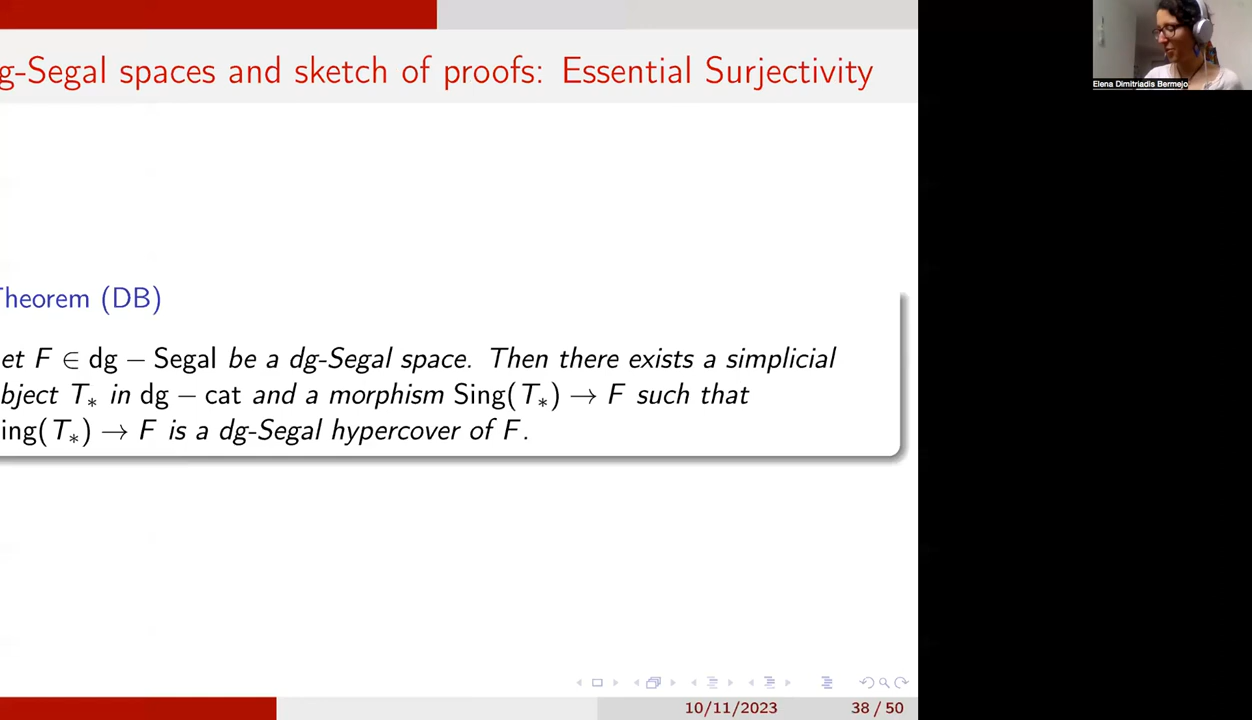 g-Segal spaces and sketch of proofs: Essential Surjectivity
Elena Dimitriadis Bermejo
Theorem (DB)
et F ∈ dg − Segal be a dg-Segal space. Then there exists a simplicial
bject T∗ in dg − cat and a morphism Sing(T∗) → F such that
ing(T∗) → F is a dg-Segal hypercover of F.
10/11/2023 38 / 50